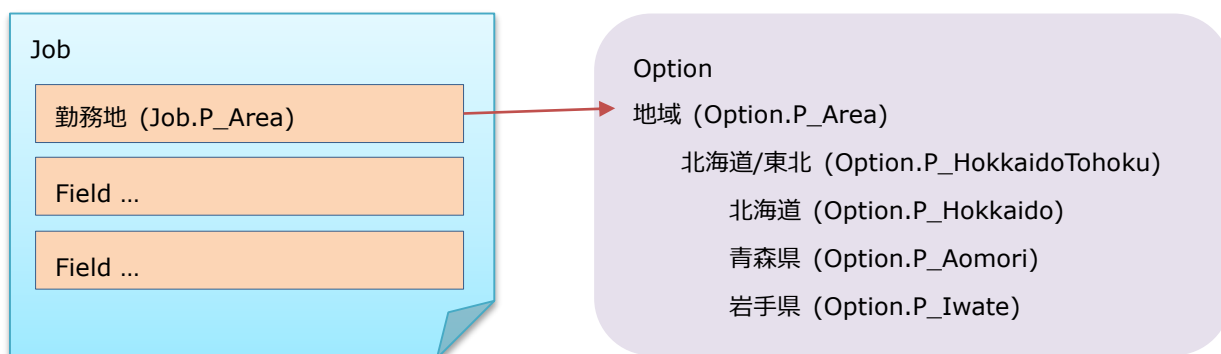 Job
勤務地 (Job.P_Area)
Field ...
Field ...
Option
地域 (Option.P_Area)
北海道/東北 (Option.P_HokkaidoTohoku)
北海道 (Option.P_Hokkaido)
青森県 (Option.P_Aomori)
岩手県 (Option.P_Iwate)